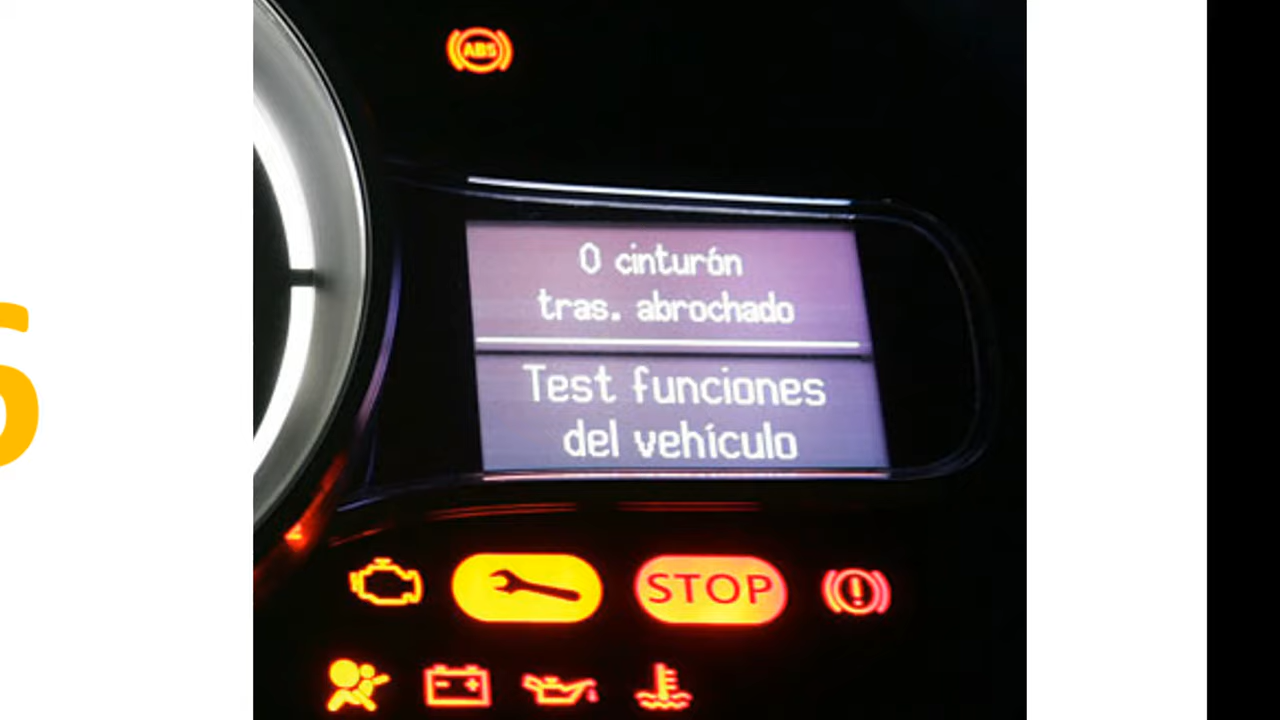 ABS
0 cinturón
tras. abrochado
Test funciones
del vehículo
STOP